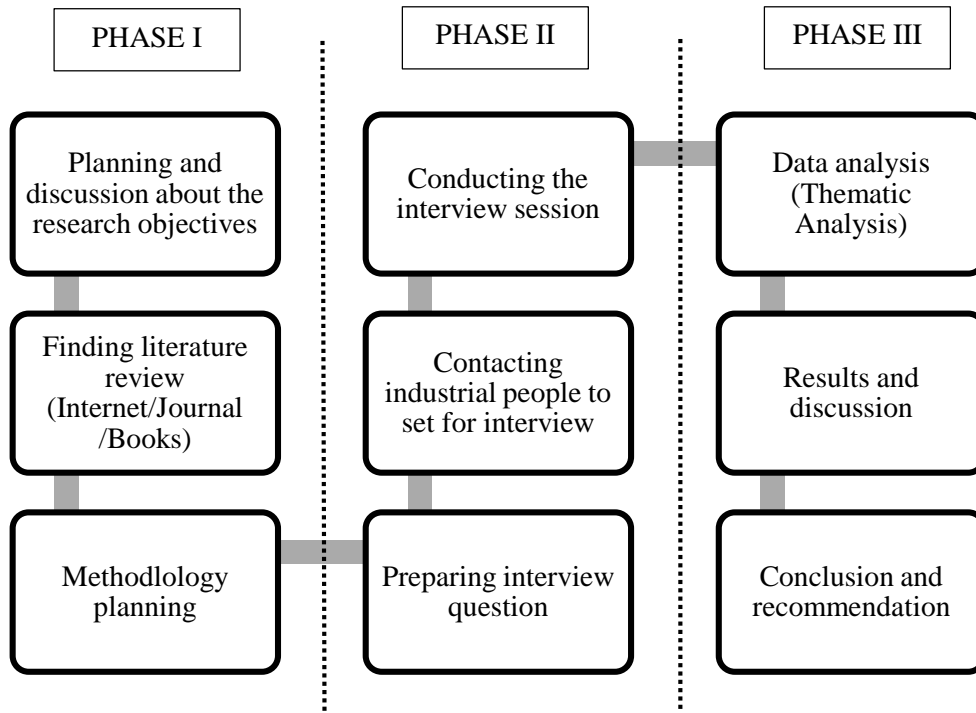 PHASE I
Planning and
discussion about the
research objectives
Finding literature
review
(Internet/Journal
/Books)
Methodlology
planning
PHASE II
Conducting the
interview session
Contacting
industrial people to
set for interview
Preparing interview
question
PHASE III
Data analysis
(Thematic
Analysis)
Results and
discussion
Conclusion and
recommendation